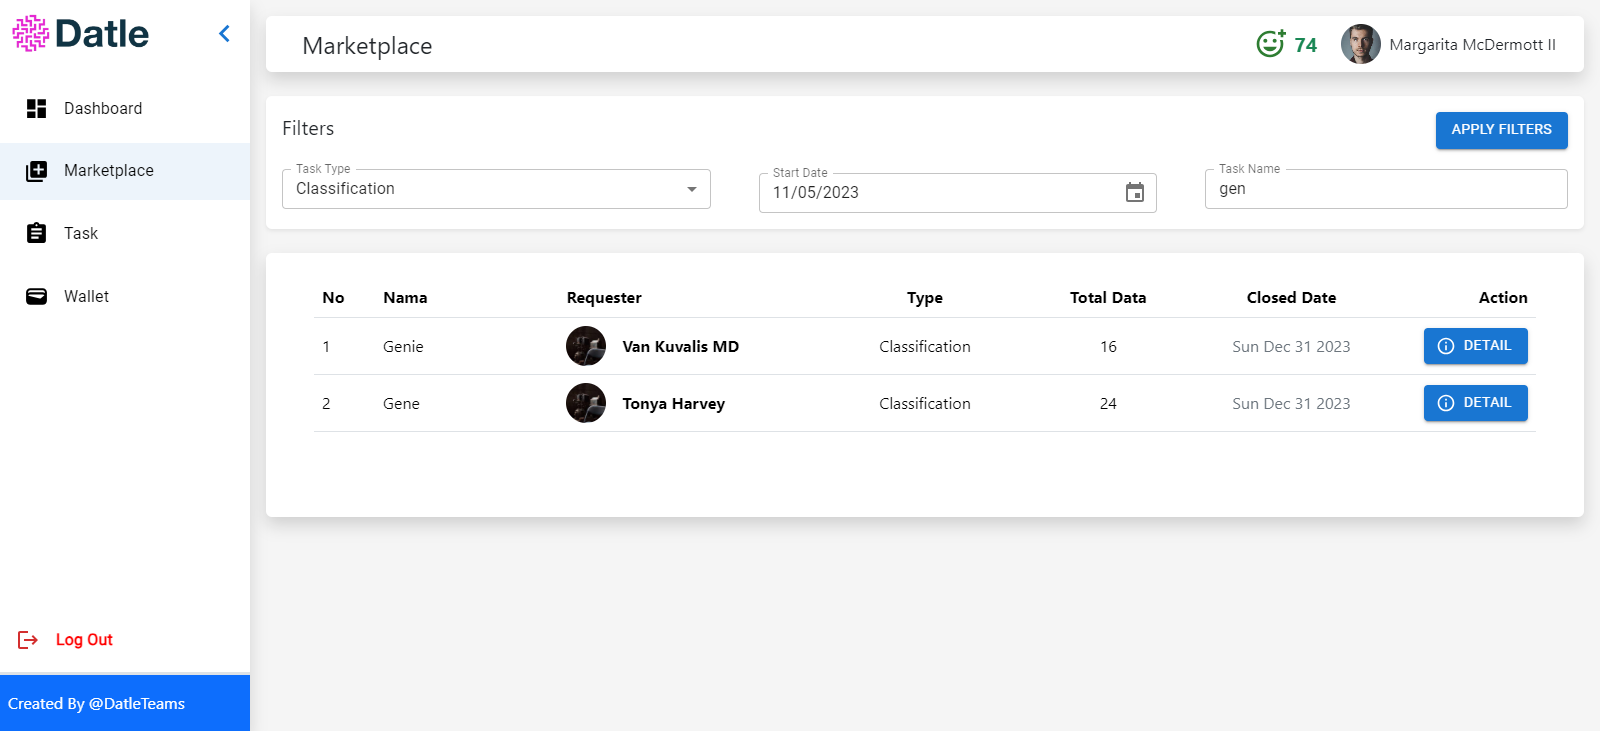 Datle
Dashboard
Marketplace
Task
Wallet
Log Out
Created By @DatleTeams
Marketplace
74
Margarita McDermott II
Filters
APPLY FILTERS
Task Type
Classification
Start Date
11/05/2023
Task Name
gen
No Nama Requester Type Total Data Closed Date Action
1 Genie Van Kuvalis MD Classification 16 Sun Dec 31 2023 DETAIL
2 Gene Tonya Harvey Classification 24 Sun Dec 31 2023 DETAIL